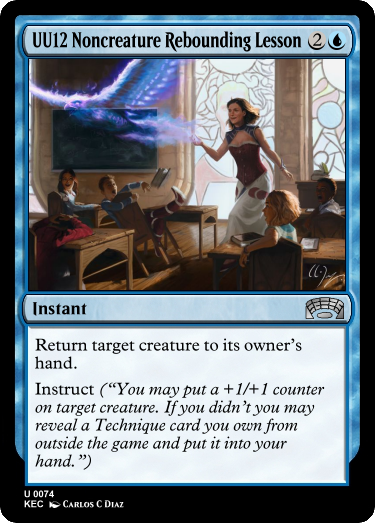 UU12 Noncreature Rebounding Lesson 2
Instant
Return target creature to its owner's
hand.
Instruct (“You may put a +1/+1 counter
on target creature. If you didn't you may
reveal a Technique card you own from
outside the game and put it into your
hand.”)
U 0074
KEC CARLOS C DIAZ